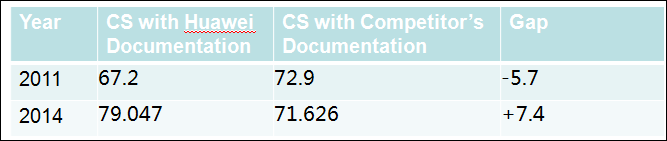 Year CS with Huawei Documentation CS with Competitor's Documentation Gap
2011 67.2 72.9 -5.7
2014 79.047 71.626 +7.4